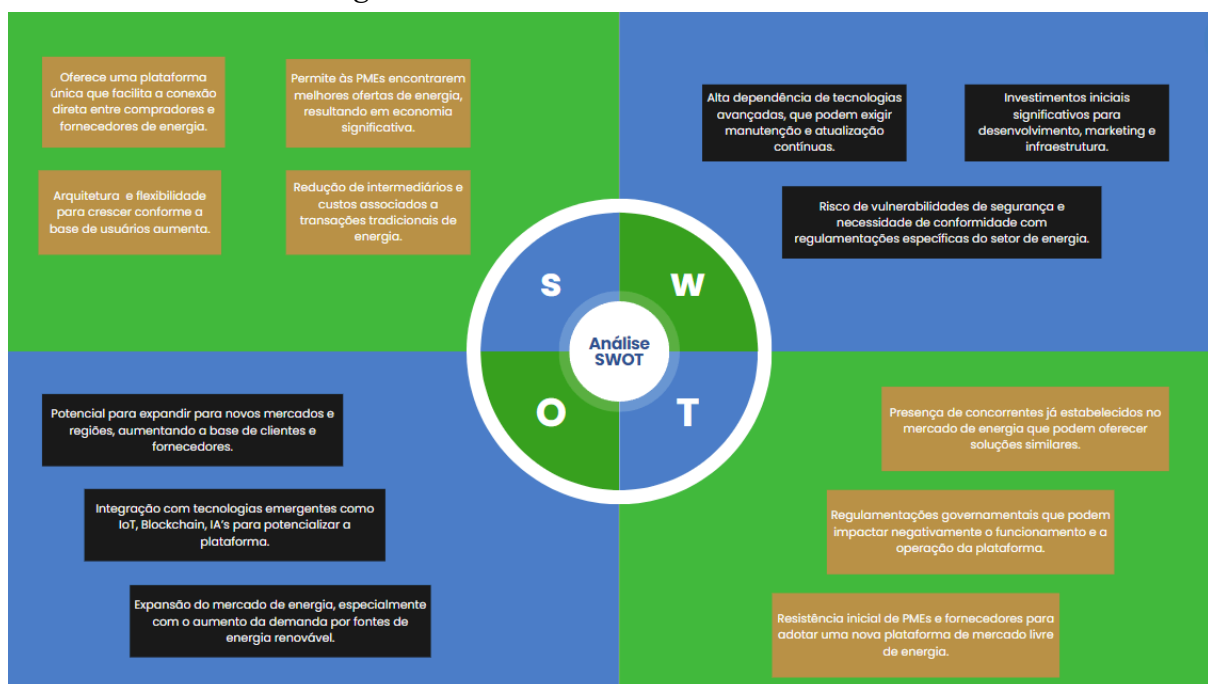 g
Oferece uma plataforma
única que facilita a conexão
direta entre compradores e
fornecedores de energia.
Permite às PMEs encontrarem
melhores ofertas de energia,
resultando em economia
significativa.
Arquitetura e flexibilidade
para crescer conforme a
base de usuários aumenta.
Redução de intermediários e
custos associados a
transações tradicionais de
energia.
Alta dependência de tecnologias
avançadas, que podem exigir
manutenção e atualização
contínuas.
Investimentos iniciais
significativos para
desenvolvimento, marketing e
infraestrutura.
Risco de vulnerabilidades de segurança e
necessidade de conformidade com
regulamentações específicas do setor de energia.
S
W
Análise
SWOT
O
T
Potencial para expandir para novos mercados e
regiões, aumentando a base de clientes e
fornecedores.
Integração com tecnologias emergentes como
IoT, Blockchain, IA's para potencializar a
plataforma.
Expansão do mercado de energia, especialmente
com o aumento da demanda por fontes de
energia renovável.
Presença de concorrentes já estabelecidos no
mercado de energia que podem oferecer
soluções similares.
Regulamentações governamentais que podem
impactar negativamente o funcionamento e a
operação da plataforma.
Resistência inicial de PMEs e fornecedores para
adotar uma nova plataforma de mercado livre
de energia.